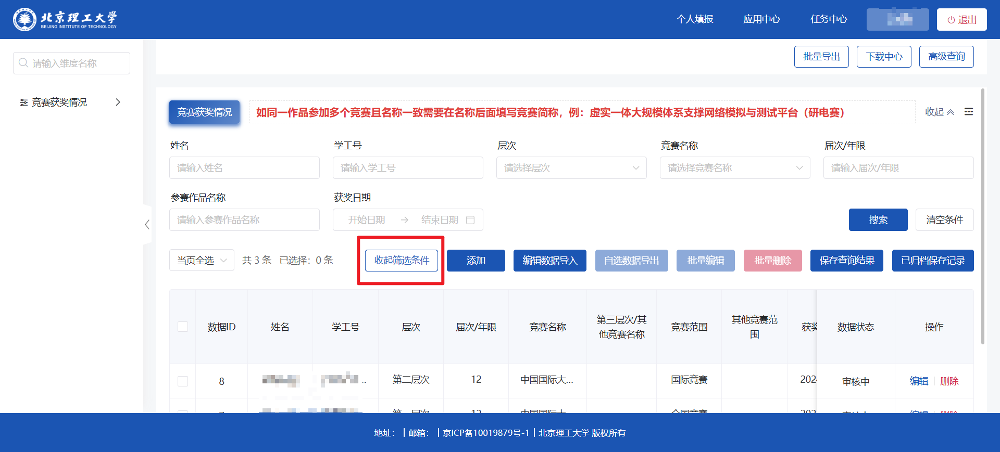 北京理工大学
BEIJING INSTITUTE OF TECHNOLOGY
个人填报
应用中心
任务中心
退出
请输入维度名称
批量导出
下载中心
高级查询
竞赛获奖情况
竞赛获奖情况
如同一作品参加多个竞赛且名称一致需要在名称后面填写竞赛简称，例：虚实一体大规模体系支撑网络模拟与测试平台（研电赛）
收起
姓名
学工号
层次
竞赛名称
届次/年限
请输入姓名
请输入学工号
请选择层次
请选择竞赛名称
请输入届次/年限
参赛作品名称
获奖日期
请输入参赛作品名称
开始日期
结束日期
搜索
清空条件
当页全选
共 3 条
已选择：0 条
收起筛选条件
添加
编辑数据导入
自选数据导出
批量编辑
批量删除
保存查询结果
已归档保存记录
数据ID
姓名
学工号
层次
届次/年限
竞赛名称
第三层次/其
他竞赛名称
竞赛范围
其他竞赛范
围
获奖
数据状态
操作
8
...
第二层次
12
中国国际大...
国际竞赛
202
审核中
编辑
删除
地址：
邮箱：
京ICP备10019879号-1
北京理工大学 版权所有